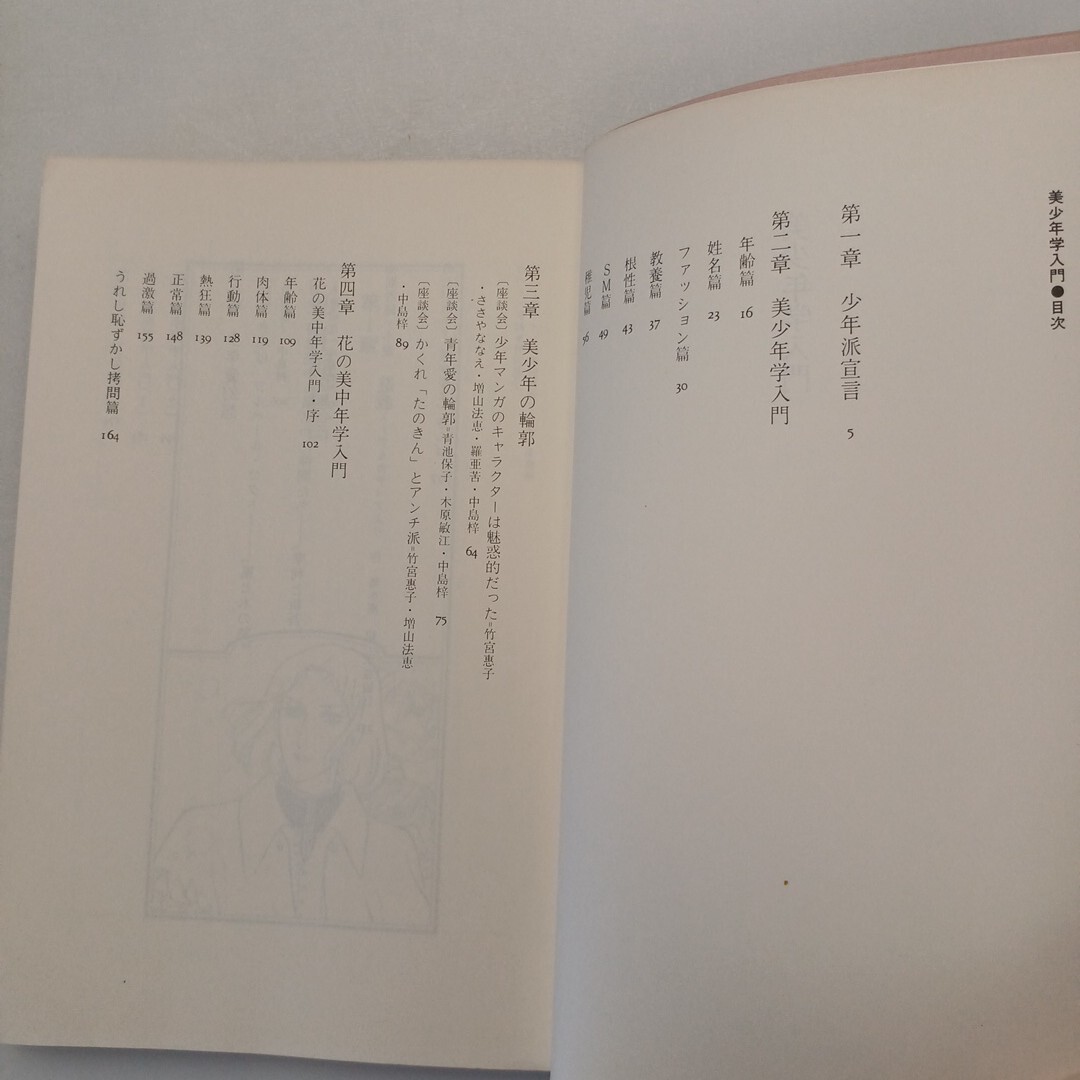 美少年学入門●目次
第一章 少年派宣言 5
第二章 美少年学入門
年齢篇 16
姓名篇 23
ファッション篇 30
教養篇 37
根性篇 43
SM篇 49
稚児篇 56
第三章 美少年の輪郭
〔座談会〕少年マンガのキャラクターは魅惑的だった=竹宮惠子
・ささやななえ・増山法恵・羅亜苦・中島梓 64
〔座談会〕青年愛の輪郭=青池保子・木原敏江・中島梓 75
〔座談会〕かくれ「たのきん」とアンチ派=竹宮惠子・増山法恵
・中島梓 89
第四章 花の美中年学入門
花の美中年学入門・序 102
年齢篇 109
肉体篇 119
行動篇 128
熱狂篇 139
正常篇 148
過激篇 155
うれし恥ずかし拷問篇 164